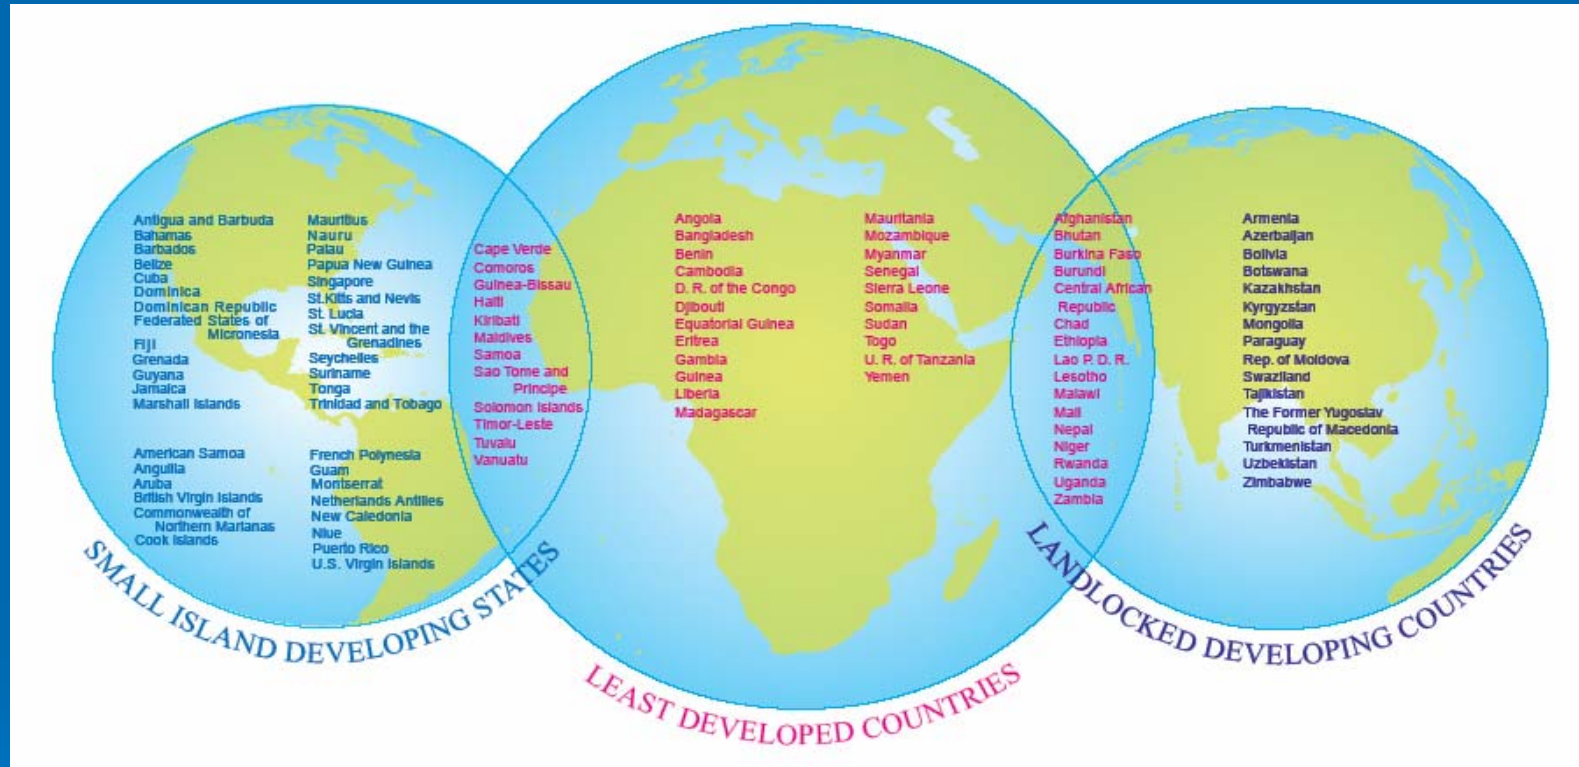 Antigua and Barbuda
Bahamas
Barbados
Belize
Cuba
Dominica
Dominican Republic
Federated States of
Micronesia
Fiji
Grenada
Guyana
Jamaica
Marshall Islands
Mauritius
Nauru
Palau
Papua New Guinea
Singapore
St.Kitts and Nevis
St. Lucia
St. Vincent and the
Grenadines
Seychelles
Suriname
Tonga
Trinidad and Tobago
American Samoa
Anguilla
Aruba
British Virgin Islands
Commonwealth of
Northern Marianas
Cook Islands
French Polynesia
Guam
Montserrat
Netherlands Antilles
New Caledonia
Niue
Puerto Rico
U.S. Virgin Islands
SMALL ISLAND DEVELOPING STATES
Cape Verde
Comoros
Guinea-Bissau
Haiti
Kiribati
Maldives
Samoa
Sao Tome and
Principe
Solomon Islands
Timor-Leste
Tuvalu
Vanuatu
Angola
Bangladesh
Benin
Cambodia
D. R. of the Congo
Djibouti
Equatorial Guinea
Eritrea
Gambia
Guinea
Liberia
Madagascar
Mauritania
Mozambique
Myanmar
Senegal
Sierra Leone
Somalia
Sudan
Togo
U. R. of Tanzania
Yemen
LEAST DEVELOPED COUNTRIES
Afghanistan
Bhutan
Burkina Faso
Burundi
Central African
Republic
Chad
Ethiopia
Lao P. D. R.
Lesotho
Malawi
Mali
Nepal
Niger
Rwanda
Uganda
Zambia
Armenia
Azerbaijan
Bolivia
Botswana
Kazakhstan
Kyrgyzstan
Mongolia
Paraguay
Rep. of Moldova
Swaziland
Tajikistan
The Former Yugoslav
Republic of Macedonia
Turkmenistan
Uzbekistan
Zimbabwe
LANDLOCKED DEVELOPING COUNTRIES